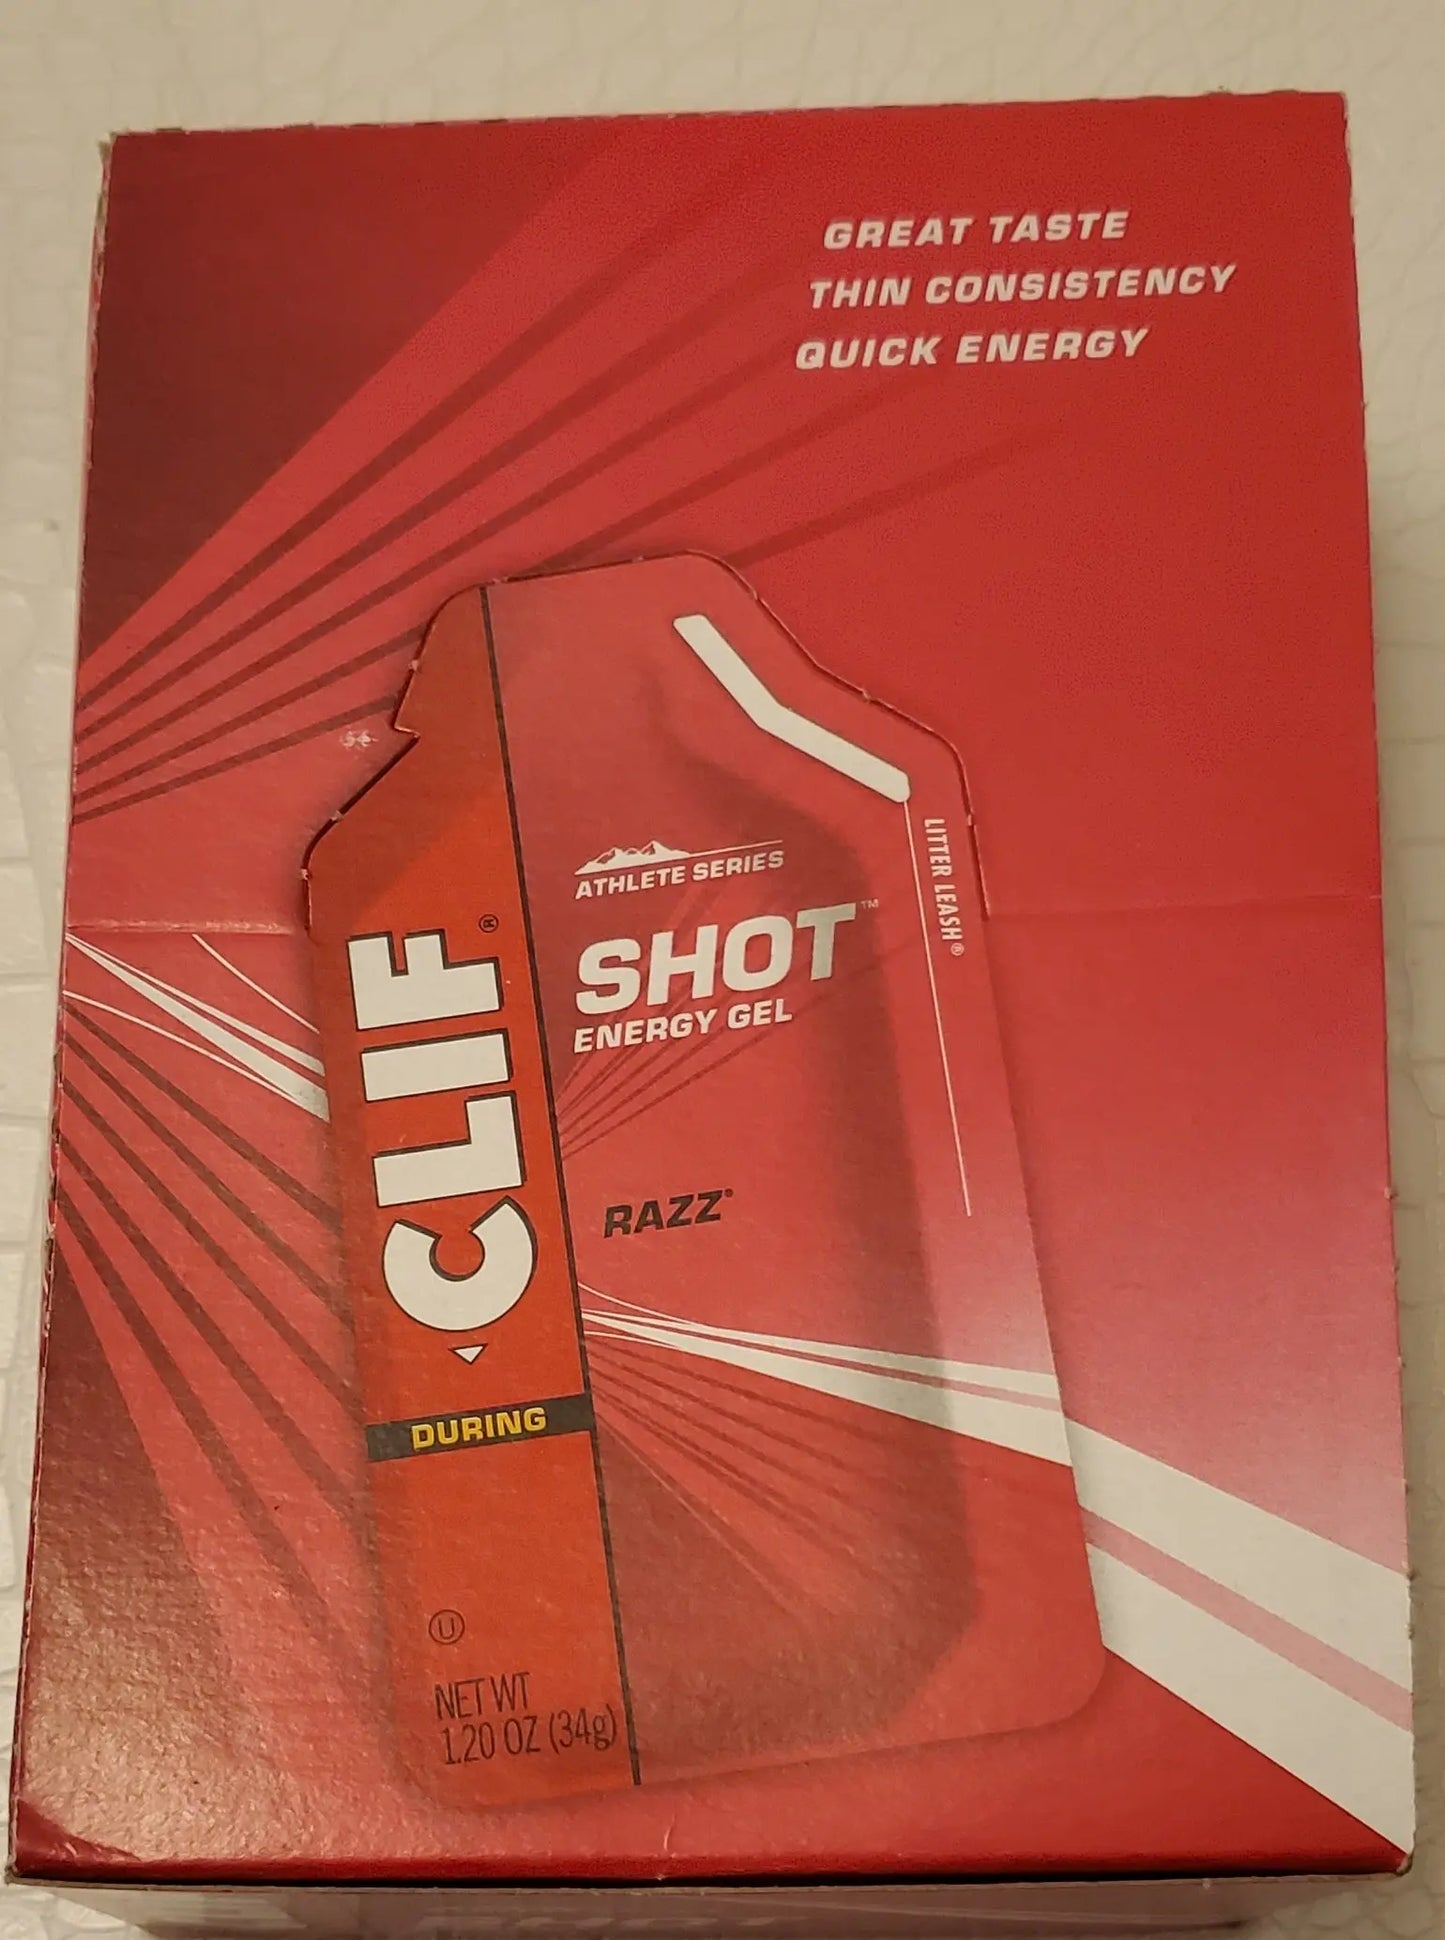 GREAT TASTE
THIN CONSISTENCY
QUICK ENERGY
LITTER LEASH®
ATHLETE SERIES
SHOT™
ENERGY GEL
CLIF®
RAZZ®
DURING
U
NET WT
1.20 OZ (34g)